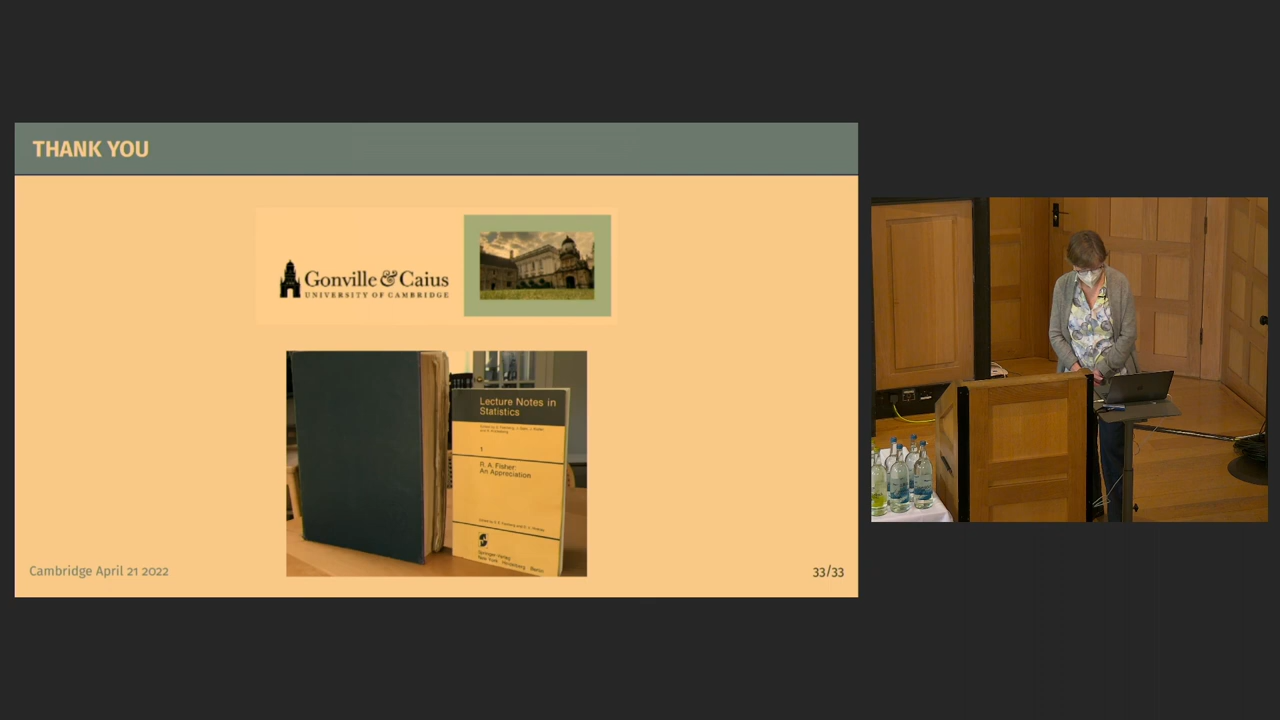 THANK YOU
Gonville & Caius
UNIVERSITY OF CAMBRIDGE
Lecture Notes in
Statistics
1
R. A. Fisher:
An Appreciation
Springer-Verlag
New York Heidelberg Berlin
Cambridge April 21 2022
33/33